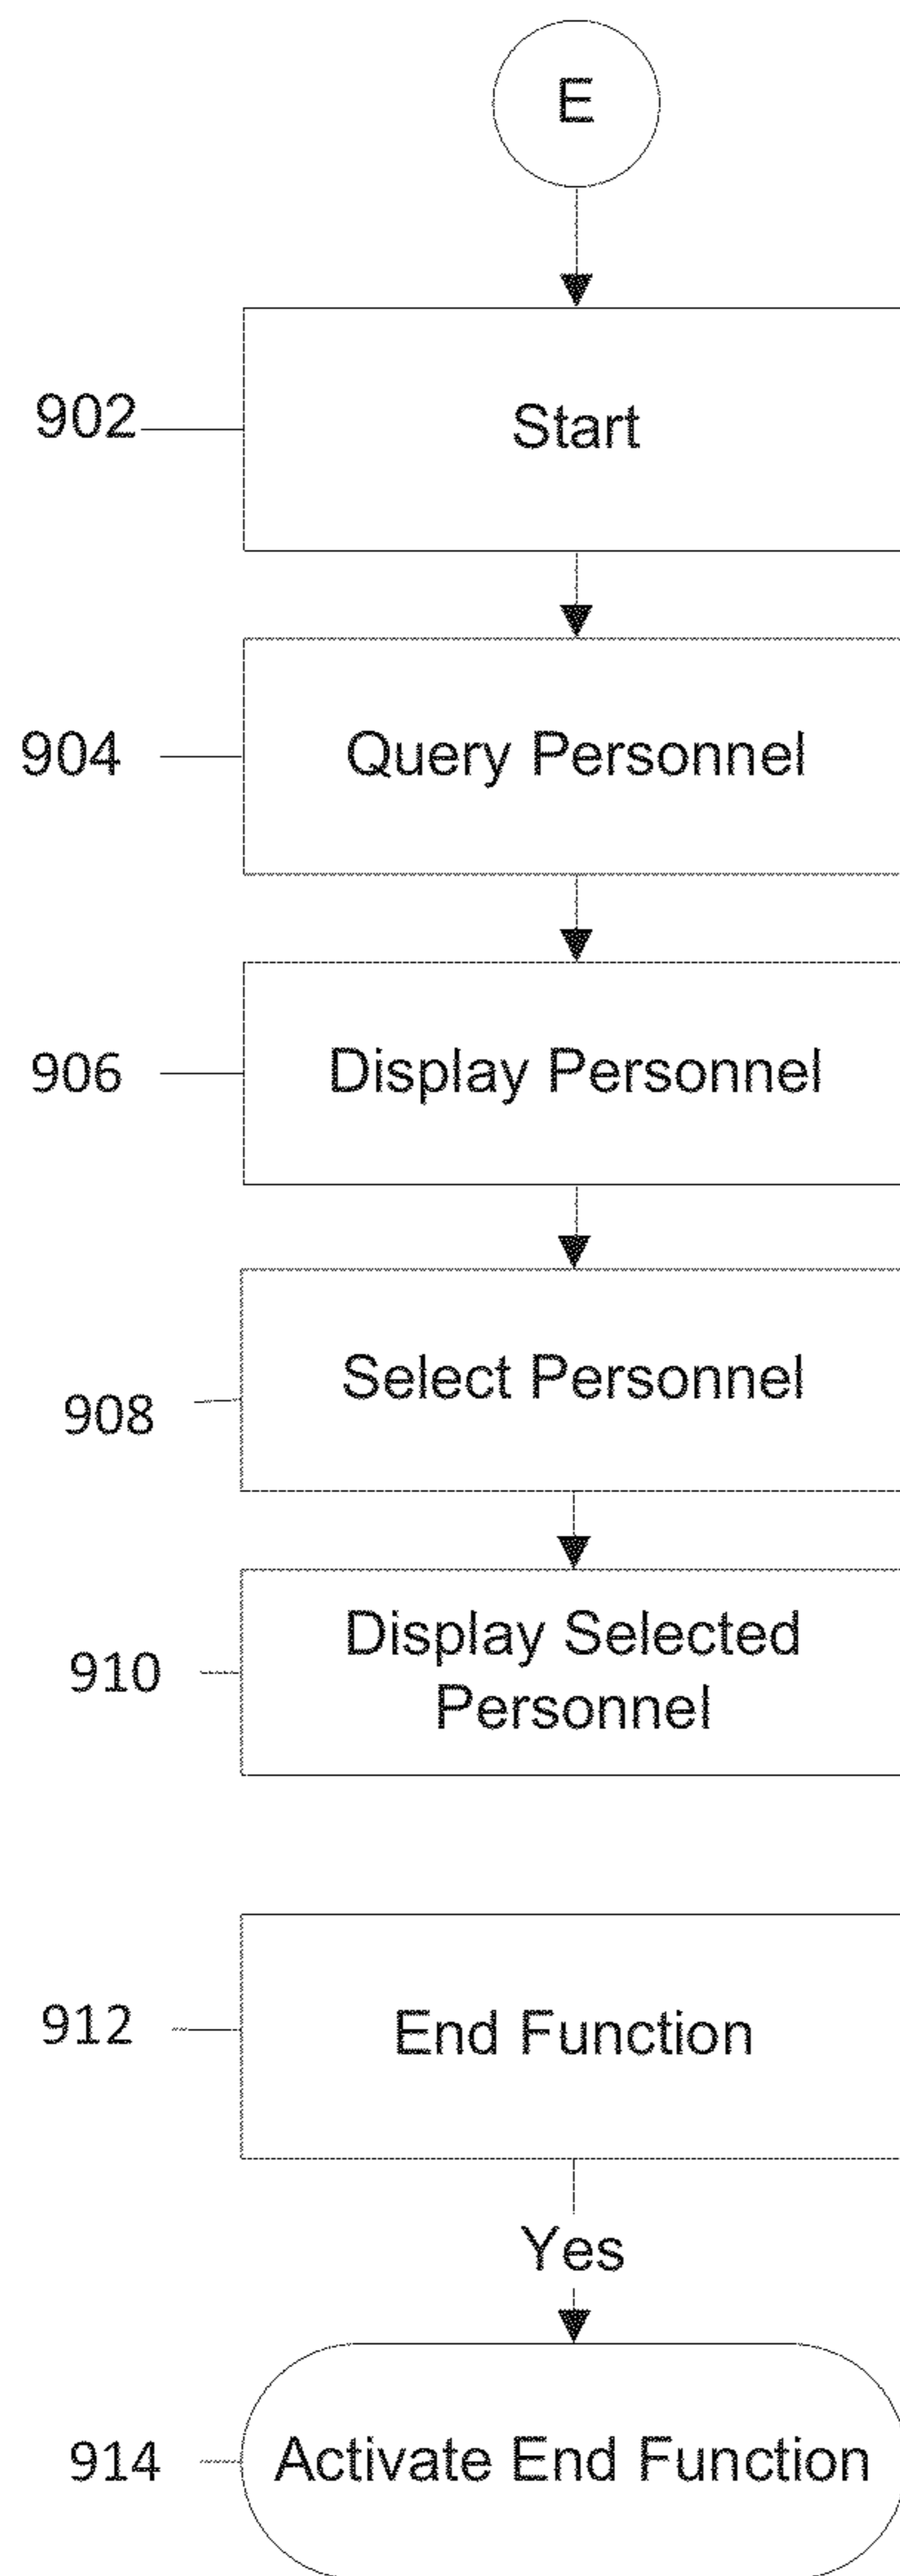 E
902
Start
904
Query Personnel
906
Display Personnel
908
Select Personnel
910
Display Selected
Personnel
912
End Function
Yes
914
Activate End Function